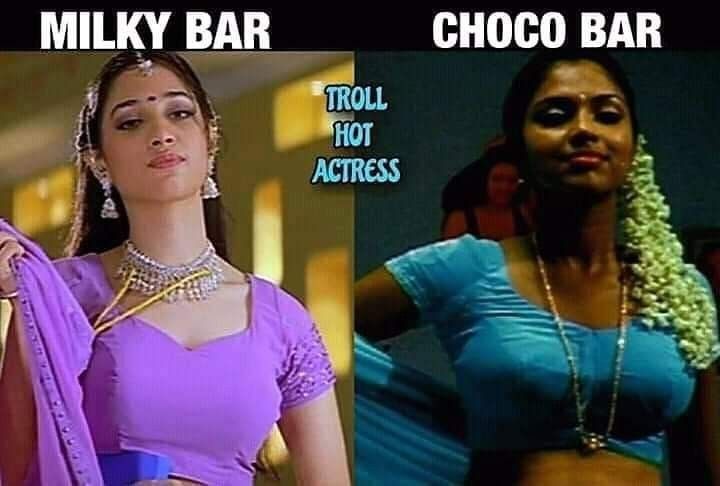 MILKY BAR
CHOCO BAR
TROLL
HOT
ACTRESS